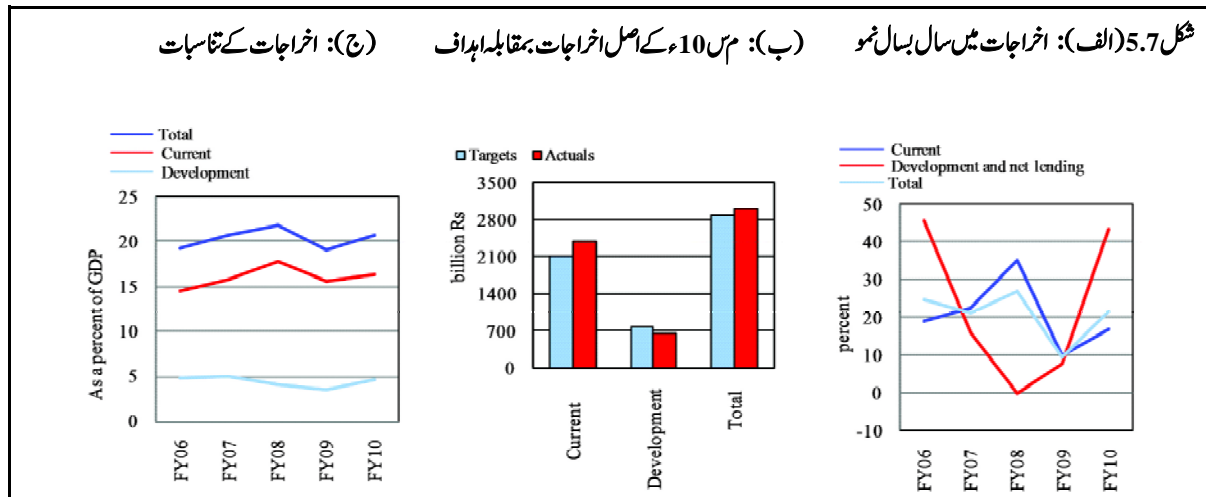 شکل 5.7 (الف): اخراجات میں سال بسال نمو
(ب): م س 10ء کے اصل اخراجات بمقابلہ اہداف
(ج): اخراجات کے تناسبات
Current
Development and net lending
Total
percent
50
40
30
20
10
0
-10
FY06
FY07
FY08
FY09
FY10
Targets
Actuals
billion Rs
3500
2800
2100
1400
700
0
Current
Development
Total
Total
Current
Development
As a percent of GDP
25
20
15
10
5
0
FY06
FY07
FY08
FY09
FY10